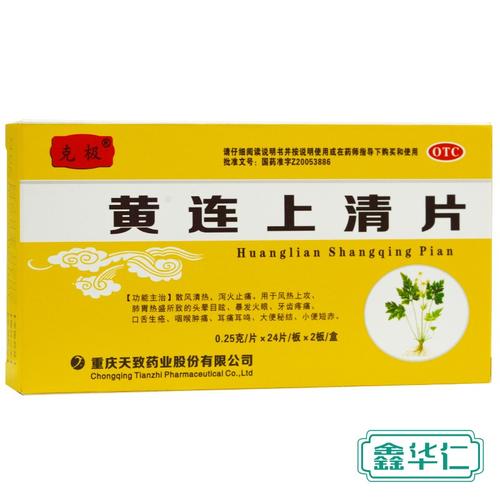 克极®
请仔细阅读说明书并按说明使用或在药师指导下购买和使用
批准文号：国药准字Z20053886
OTC
黄连上清片
Huanglian Shangqing Pian
【功能主治】散风清热，泻火止痛。用于风热上攻、
肺胃热盛所致的头晕目眩、暴发火眼、牙齿疼痛、
口舌生疮、咽喉肿痛、耳痛耳鸣、大便秘结、小便短赤。
0.25克/片×24片/板×2板/盒
重庆天致药业股份有限公司
Chongqing Tianzhi Pharmaceutical Co.,Ltd
鑫华仁